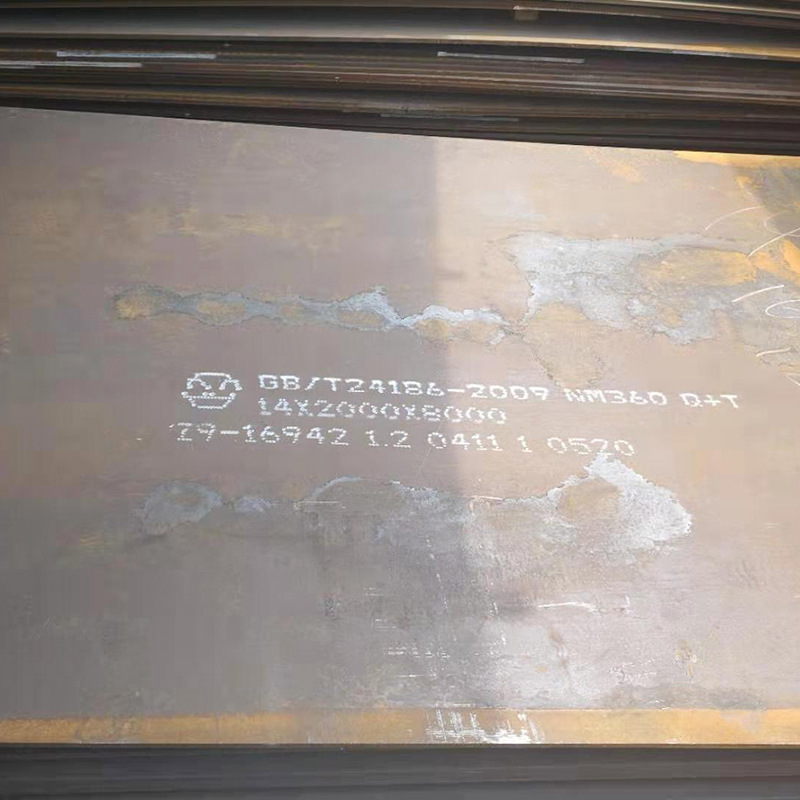 GB/T24186-2009 NM360 Q+T
14X2000X8000
Z9-16942 1.2 0411 1 0520